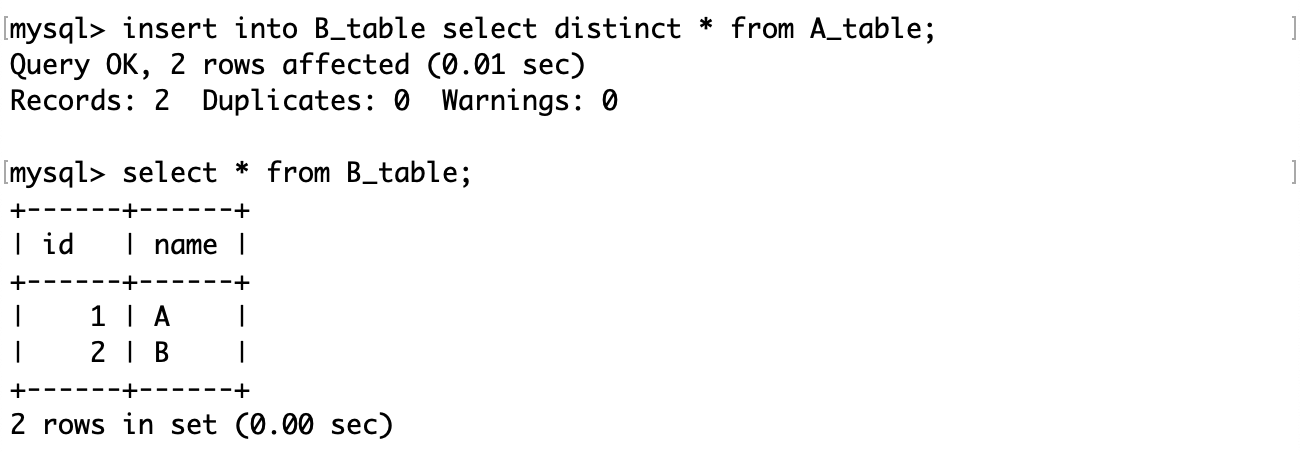 [mysql> insert into B_table select distinct * from A_table; ]
Query OK, 2 rows affected (0.01 sec)
Records: 2  Duplicates: 0  Warnings: 0

[mysql> select * from B_table; ]
+------+------+
| id   | name |
+------+------+
|    1 | A    |
|    2 | B    |
+------+------+
2 rows in set (0.00 sec)